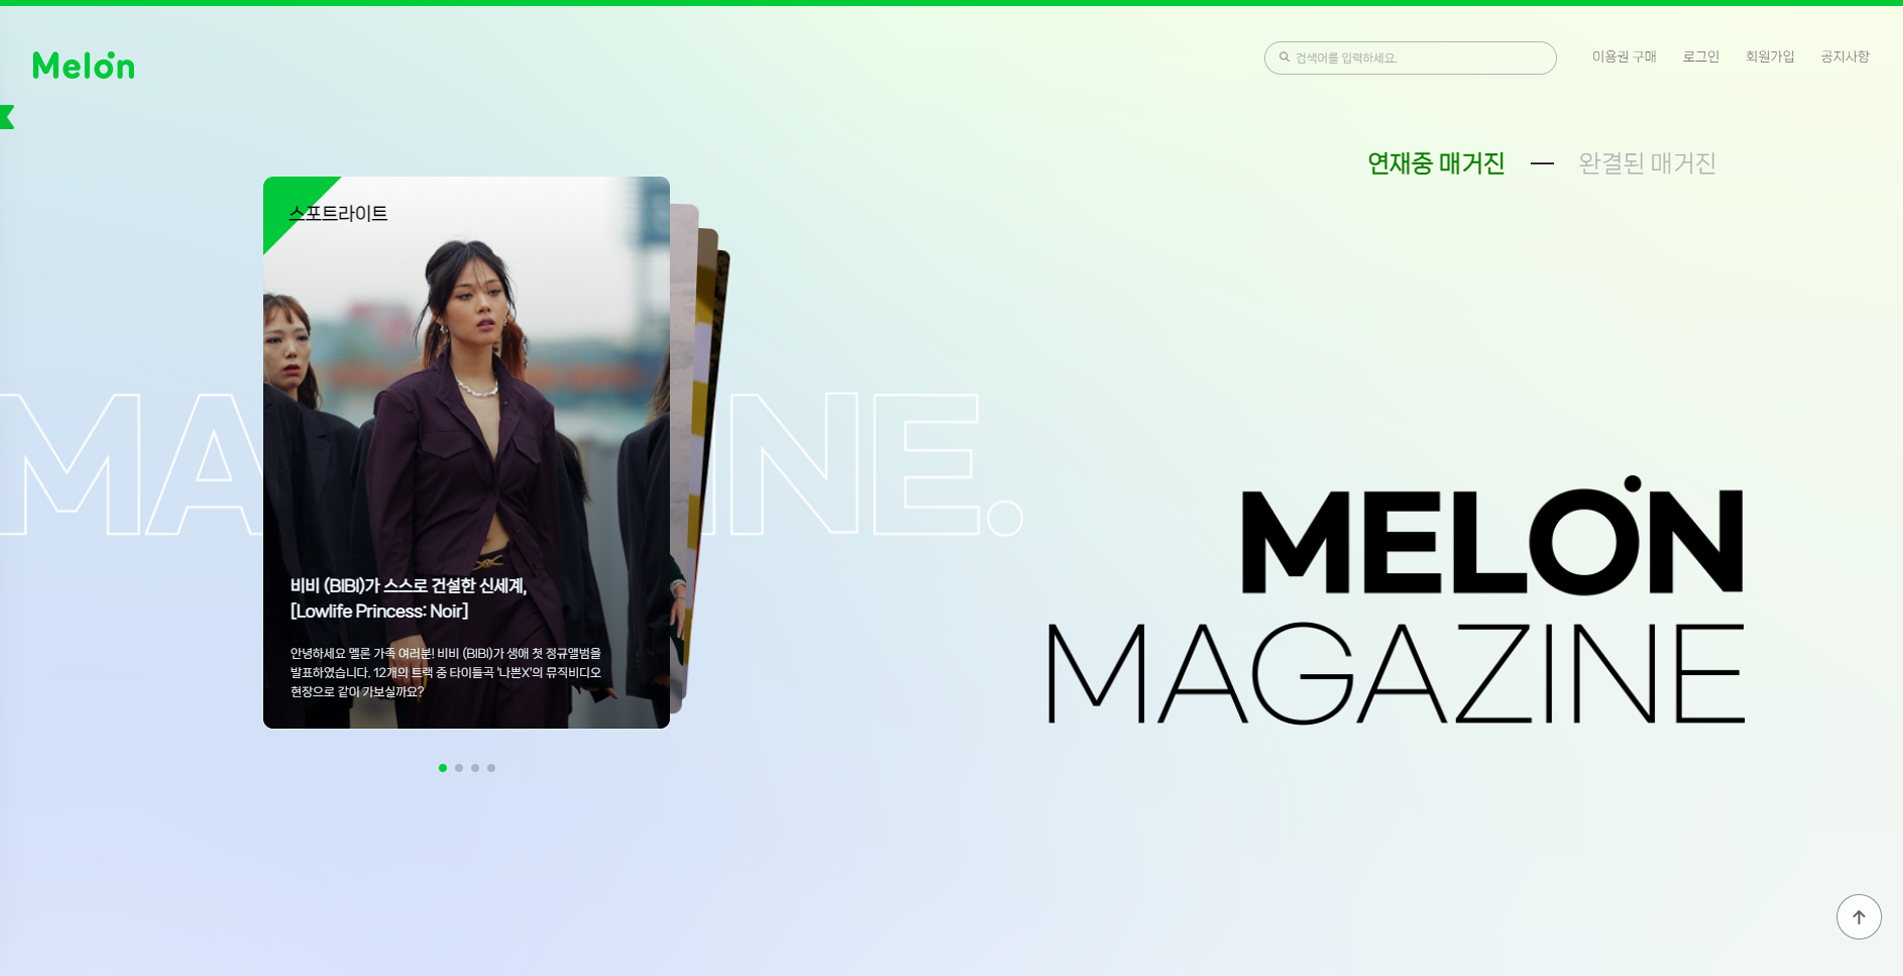 Melon
검색어를 입력하세요.
이용권 구매
로그인
회원가입
공지사항
연재중 매거진
완결된 매거진
스포트라이트
MA
INE.
비비 (BIBI)가 스스로 건설한 신세계,
[Lowlife Princess: Noir]
안녕하세요 멜론 가족 여러분! 비비 (BIBI)가 생애 첫 정규앨범을
발표하였습니다. 12개의 트랙 중 타이틀곡 '나쁜X'의 뮤직비디오
현장으로 같이 가보실까요?
MELON
MAGAZINE